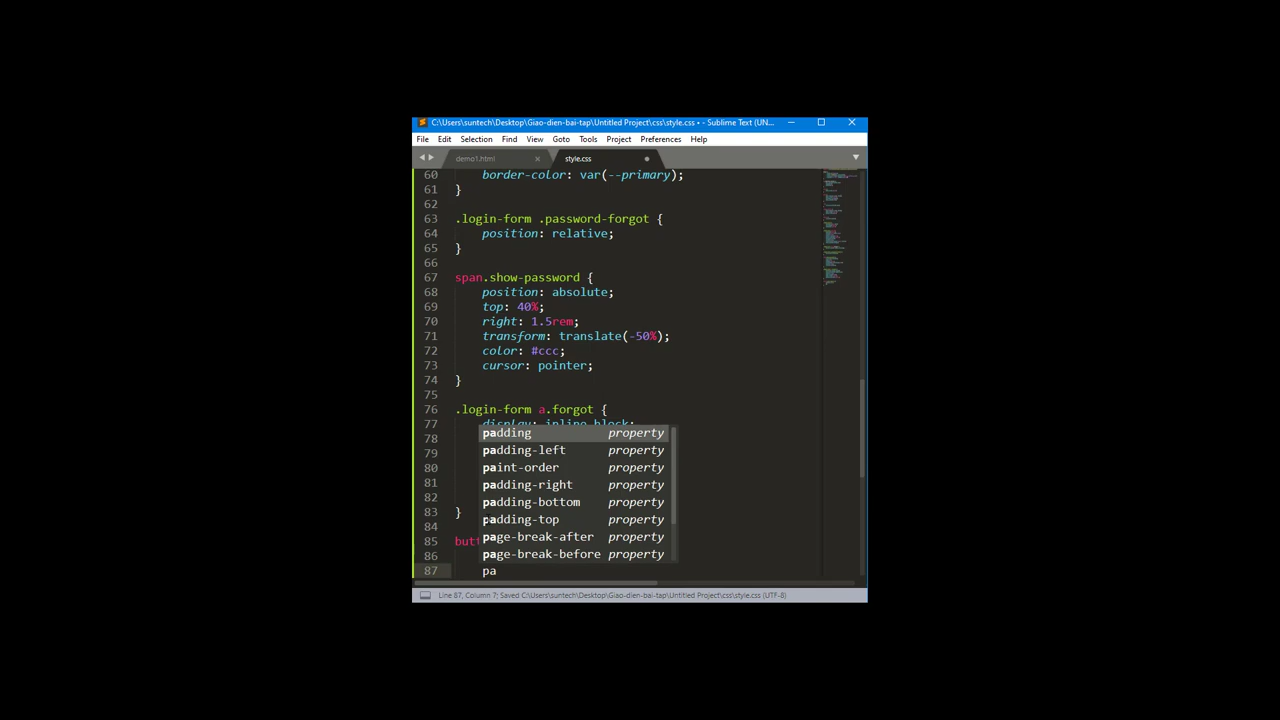 C:\Users\suntech\Desktop\Giao-dien-bai-tap\Untitled Project\css\style.css • - Sublime Text (UN...
File Edit Selection Find View Goto Tools Project Preferences Help
demo1.html style.css
60 border-color: var(--primary);
61 }
62
63 .login-form .password-forgot {
64 position: relative;
65 }
66
67 span.show-password {
68 position: absolute;
69 top: 40%;
70 right: 1.5rem;
71 transform: translate(-50%);
72 color: #ccc;
73 cursor: pointer;
74 }
75
76 .login-form a.forgot {
77 display: inline-block;
78 padding property
79 padding-left property
80 paint-order property
81 padding-right property
82 padding-bottom property
83 } padding-top property
84 page-break-after property
85 butt
86 page-break-before property
87 pa
Line 87, Column 7; Saved C:\Users\suntech\Desktop\Giao-dien-bai-tap\Untitled Project\css\style.css (UTF-8)